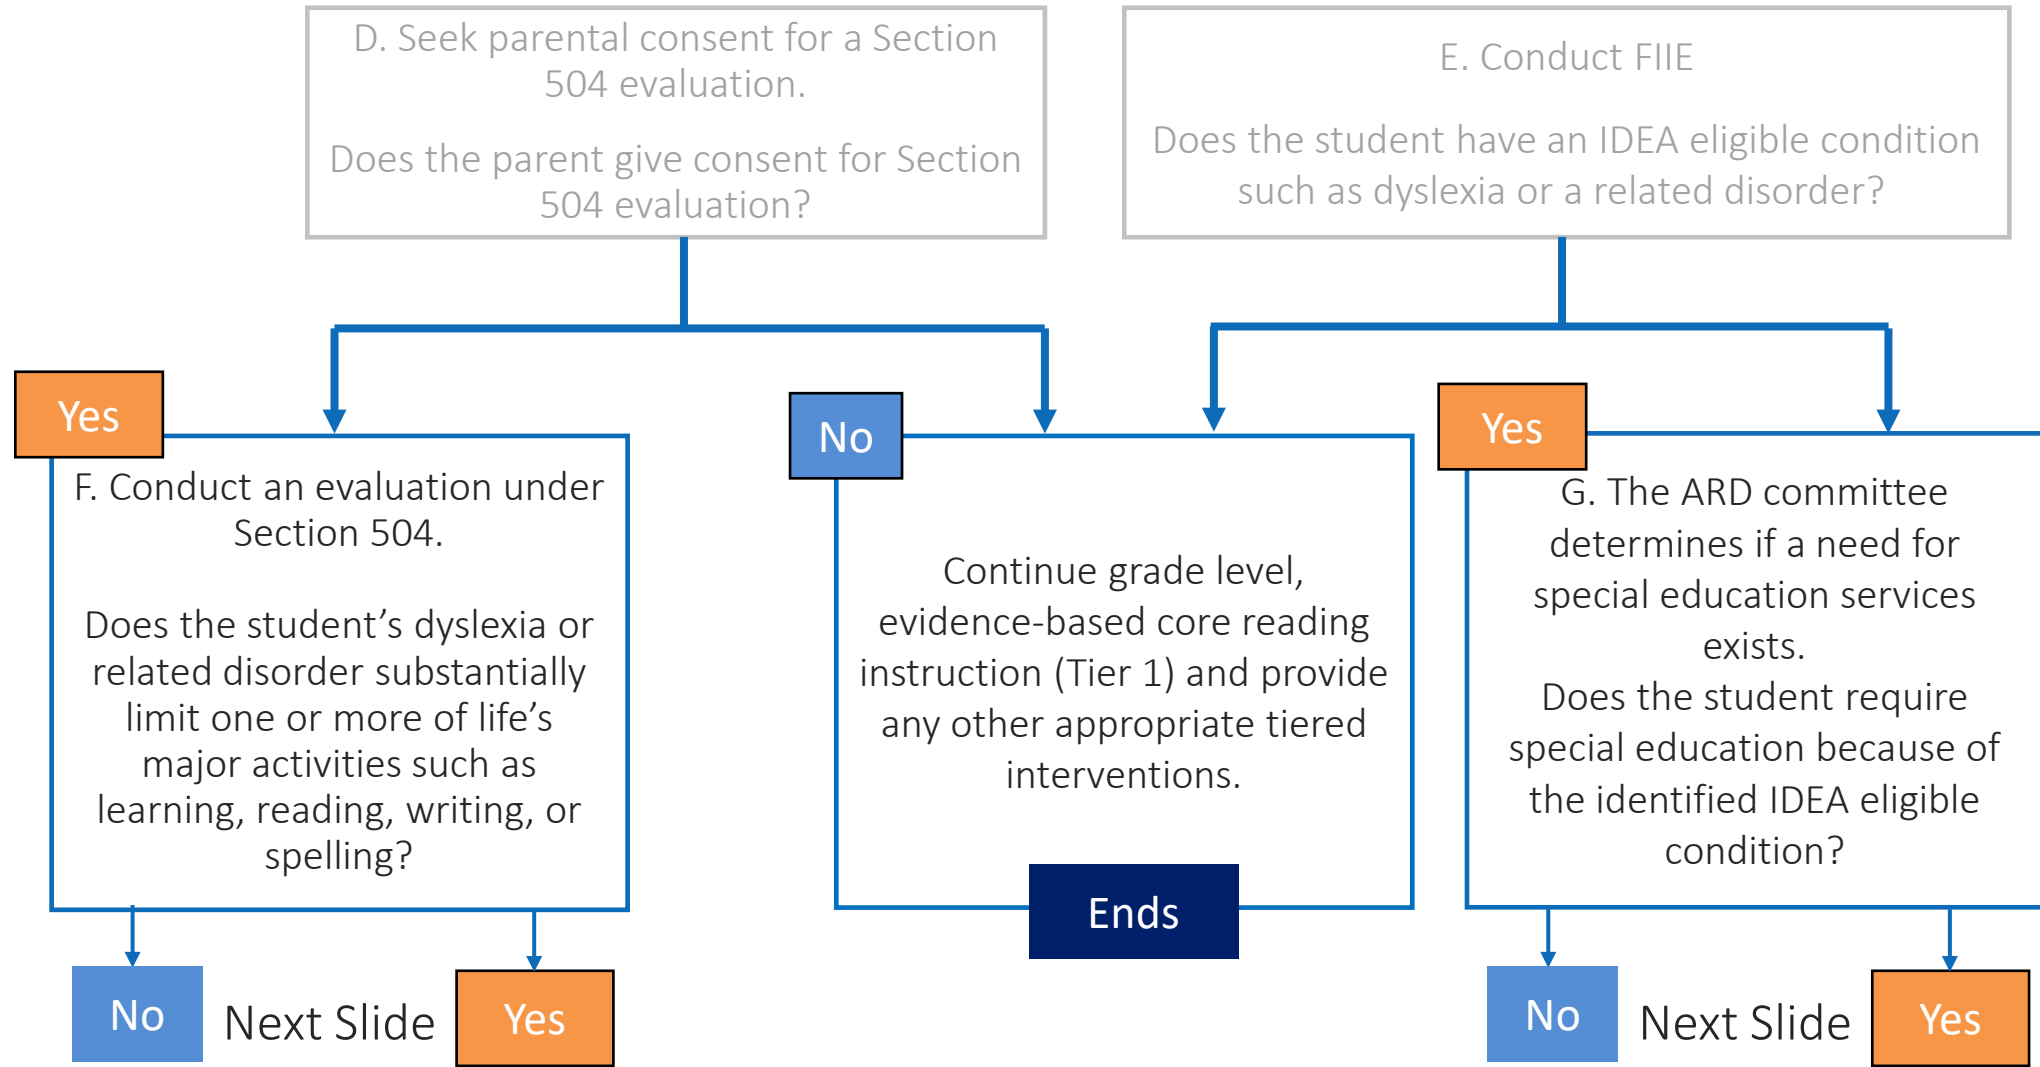 D. Seek parental consent for a Section
504 evaluation.
Does the parent give consent for Section
504 evaluation?
E. Conduct FIIE
Does the student have an IDEA eligible condition
such as dyslexia or a related disorder?
Yes
F. Conduct an evaluation under
Section 504.
Does the student’s dyslexia or
related disorder substantially
limit one or more of life’s
major activities such as
learning, reading, writing, or
spelling?
No
Next Slide
Yes
No
Continue grade level,
evidence-based core reading
instruction (Tier 1) and provide
any other appropriate tiered
interventions.
Ends
Yes
G. The ARD committee
determines if a need for
special education services
exists.
Does the student require
special education because of
the identified IDEA eligible
condition?
No
Next Slide
Yes